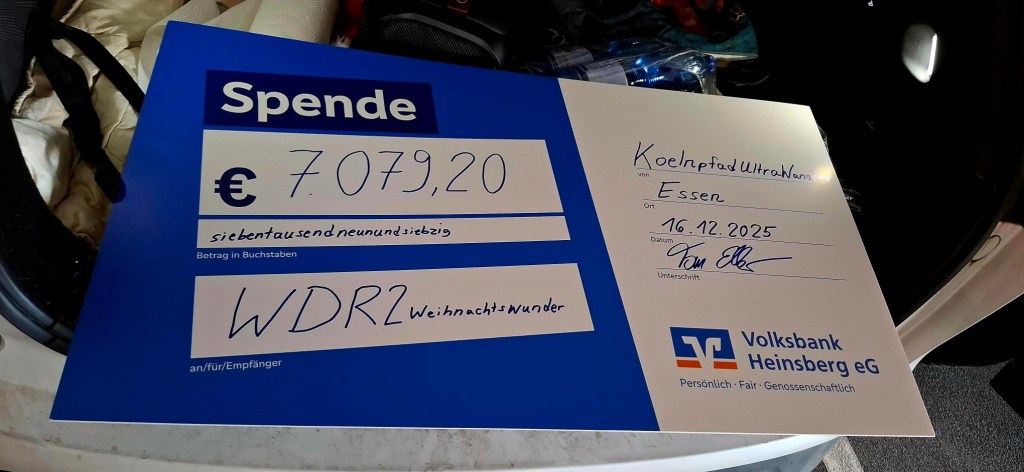 Spende
€ 7.079,20
siebentausendneunundsiebzig
Betrag in Buchstaben
WDR2 Weihnachtswunder
an/für/Empfänger
von
Essen
Ort
16.12.2025
Datum
Unterschrift
Volksbank
Heinsberg eG
Persönlich · Fair · Genossenschaftlich